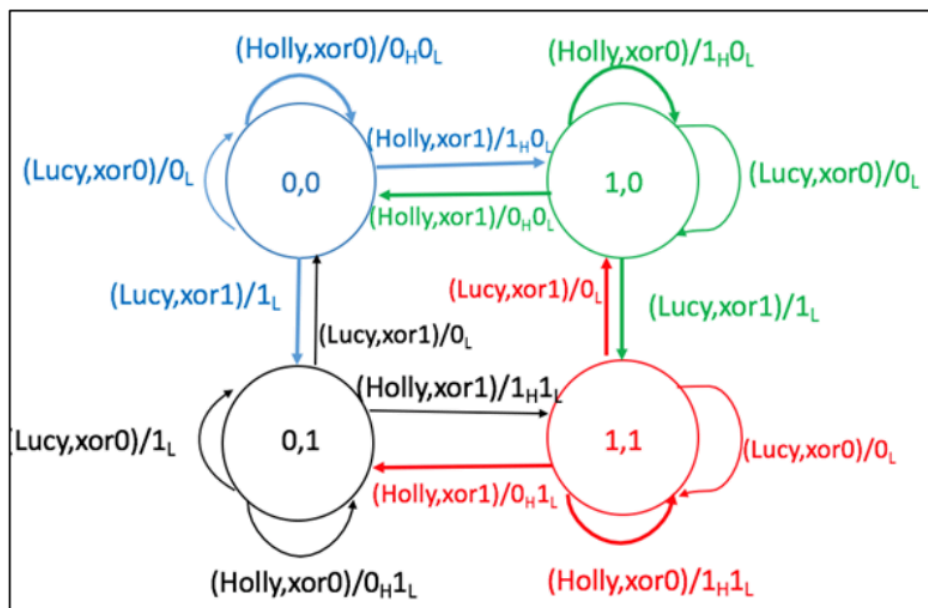 (Holly,xor0)/0H0L
(Holly,xor0)/1HOL
(Holly,xor1)/1H0L
(Lucy,xor0)/0L
0,0
1,0
(Lucy,xor0)/0L
(Holly,xor1)/0H0L
(Lucy,xor1)/1L
(Lucy,xor1)/0L
(Lucy,xor1)/1L
(Lucy,xor1)/0L
(Holly,xor1)/1H1L
(Lucy,xor0)/1L
0,1
1,1
(Lucy,xor0)/0L
(Holly,xor1)/0H1L
(Holly,xor0)/0H1L
(Holly,xor0)/1H1L